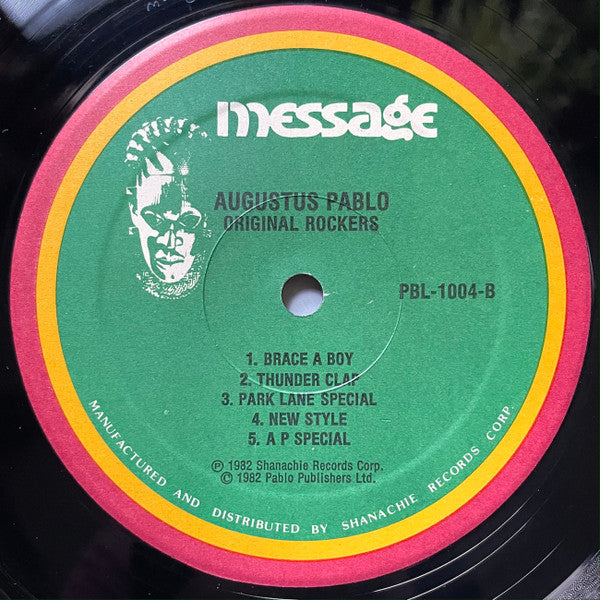 message
AUGUSTUS PABLO
ORIGINAL ROCKERS
PBL-1004-B
1. BRACE A BOY
2. THUNDER CLAP
3. PARK LANE SPECIAL
4. NEW STYLE
5. A P SPECIAL
℗ 1982 Shanachie Records Corp.
© 1982 Pablo Publishers Ltd.
MANUFACTURED AND DISTRIBUTED BY SHANACHIE RECORDS CORP.